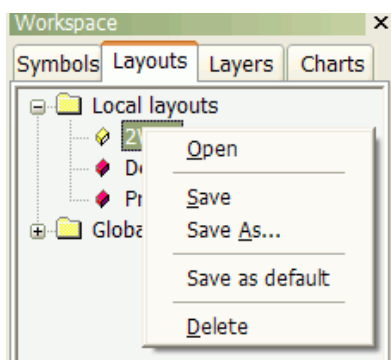 Workspace
Symbols Layouts Layers Charts
Local layouts
Open
Save
Save As...
Save as default
Delete